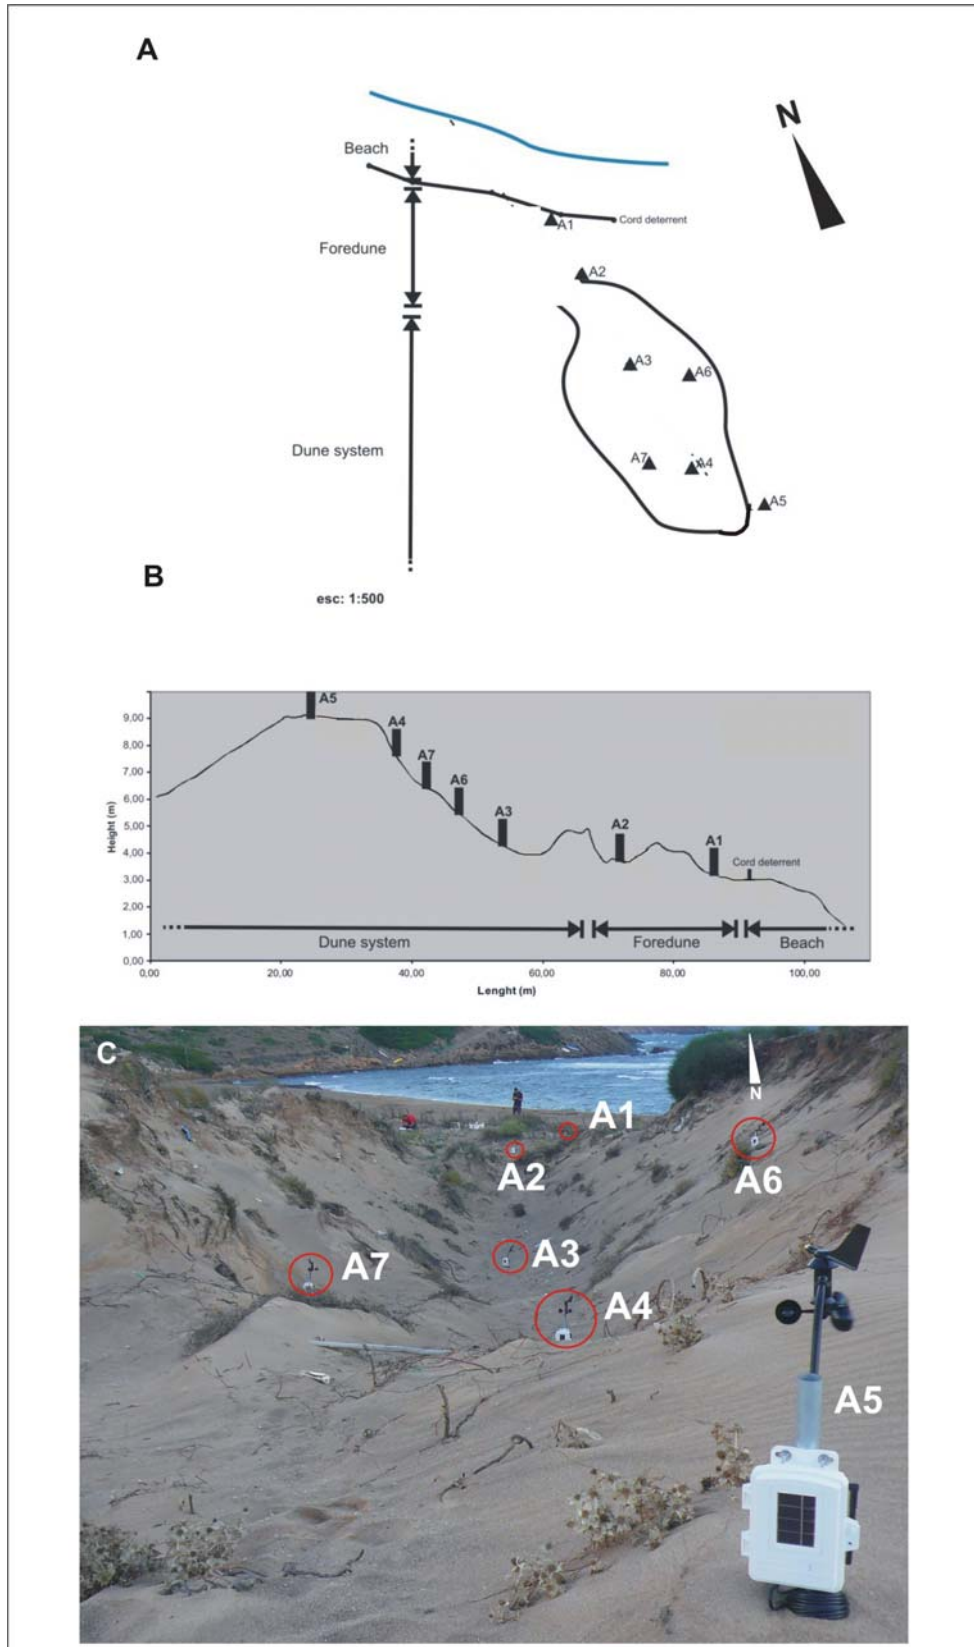 A
N
Beach
Cord deterrent
A1
Foredune
A2
A3
A6
Dune system
A7
A4
A5
B
esc: 1:500
A5
A4
A7
A6
A3
A2
A1
Cord deterrent
9,00
8,00
7,00
6,00
5,00
4,00
3,00
2,00
1,00
0,00
Height (m)
Dune system
Foredune
Beach
0,00
20,00
40,00
60,00
80,00
100,00
Lenght (m)
C
N
A1
A2
A6
A7
A3
A4
A5